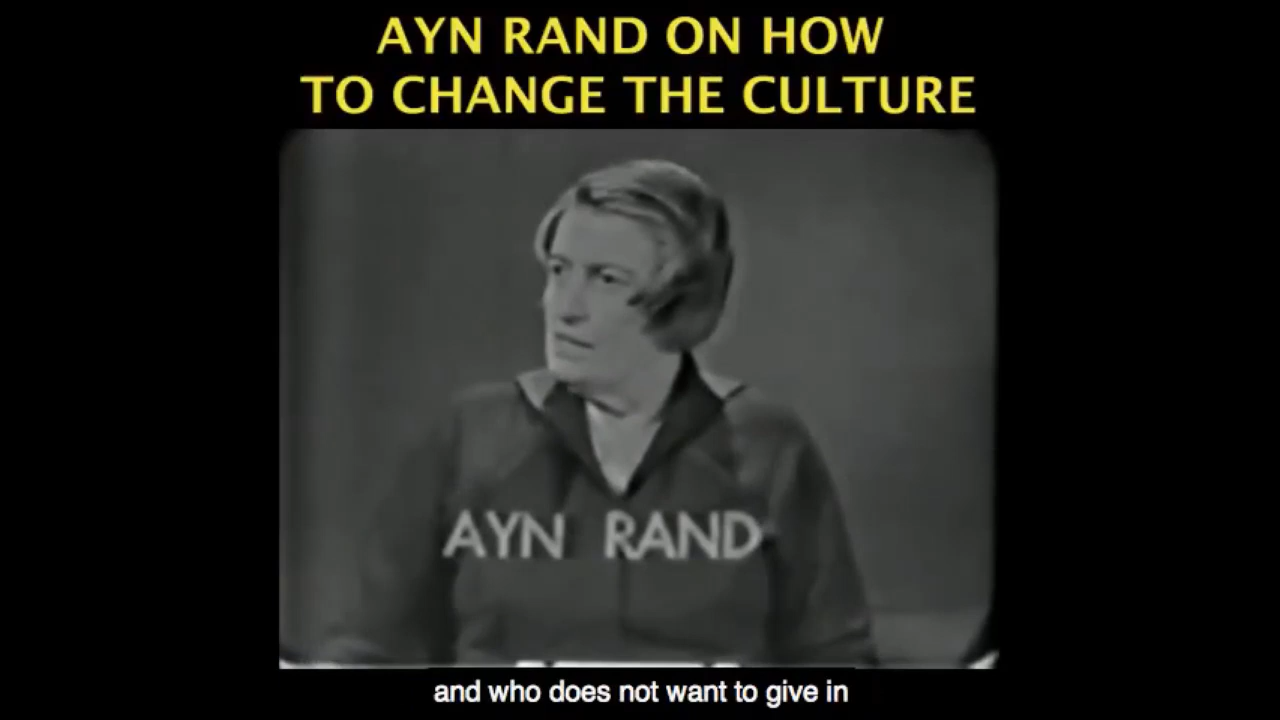 AYN RAND ON HOW
TO CHANGE THE CULTURE
AYN RAND
and who does not want to give in